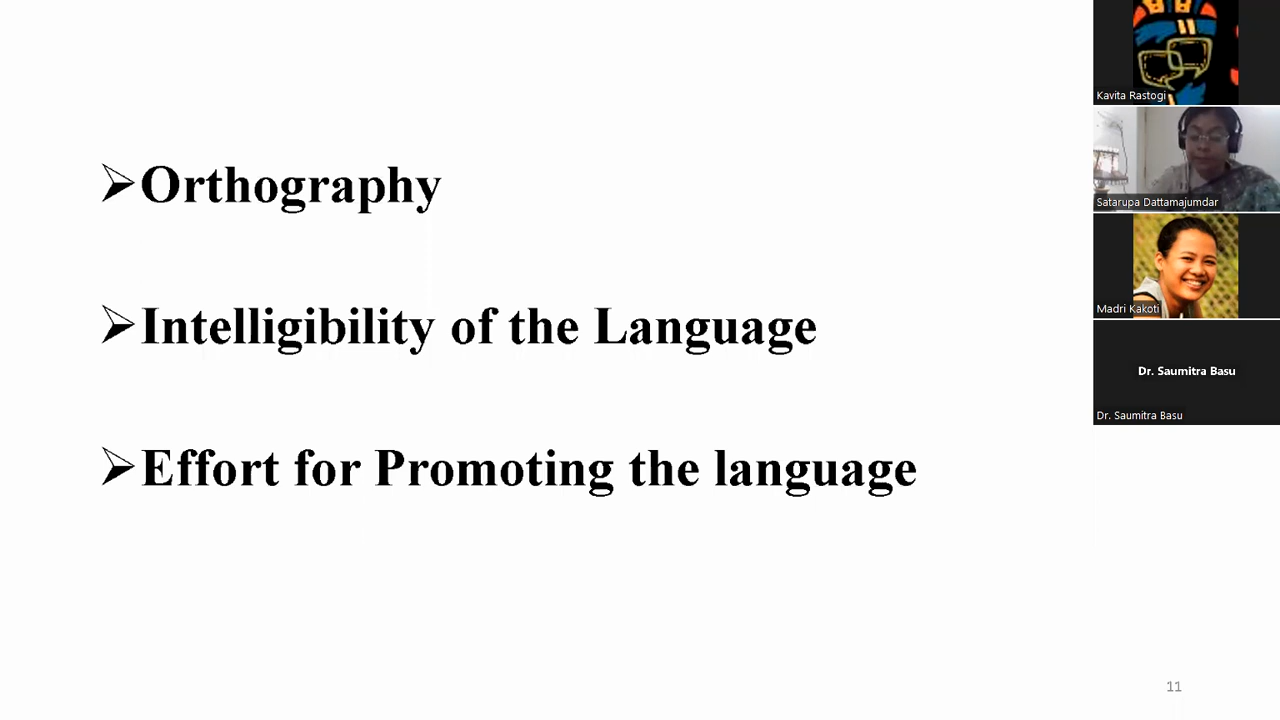 ➢Orthography
➢Intelligibility of the Language
➢Effort for Promoting the language
11
Kavita Rastogi
Satarupa Dattamajumdar
Madri Kakoti
Dr. Saumitra Basu
Dr. Saumitra Basu